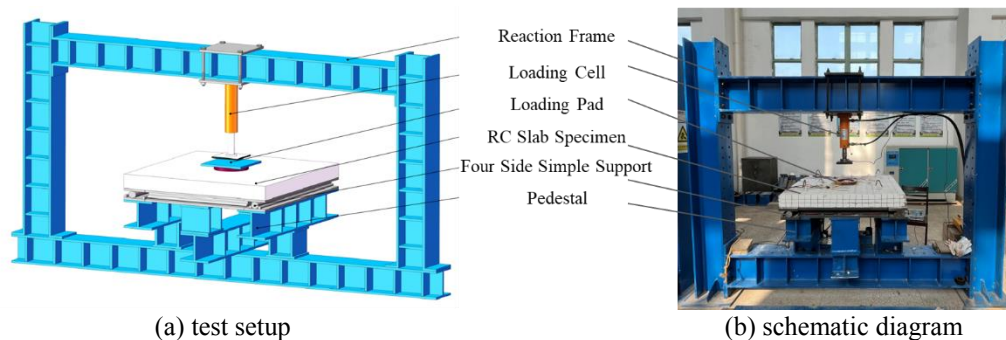 Reaction Frame
Loading Cell
Loading Pad
RC Slab Specimen
Four Side Simple Support
Pedestal
(a) test setup
(b) schematic diagram